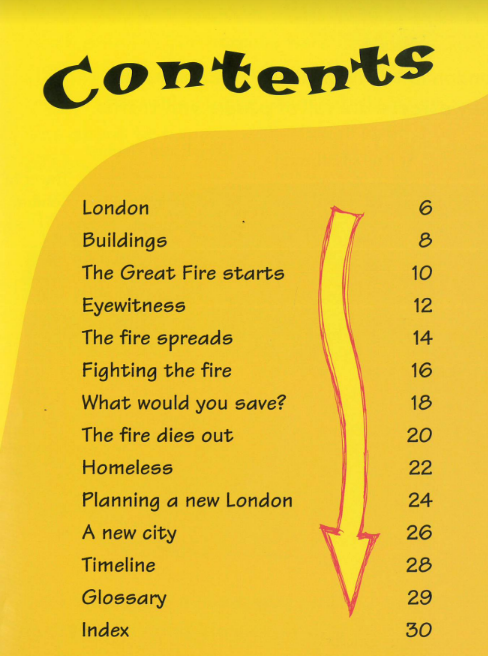 Contents
London 6
Buildings 8
The Great Fire starts 10
Eyewitness 12
The fire spreads 14
Fighting the fire 16
What would you save? 18
The fire dies out 20
Homeless 22
Planning a new London 24
A new city 26
Timeline 28
Glossary 29
Index 30